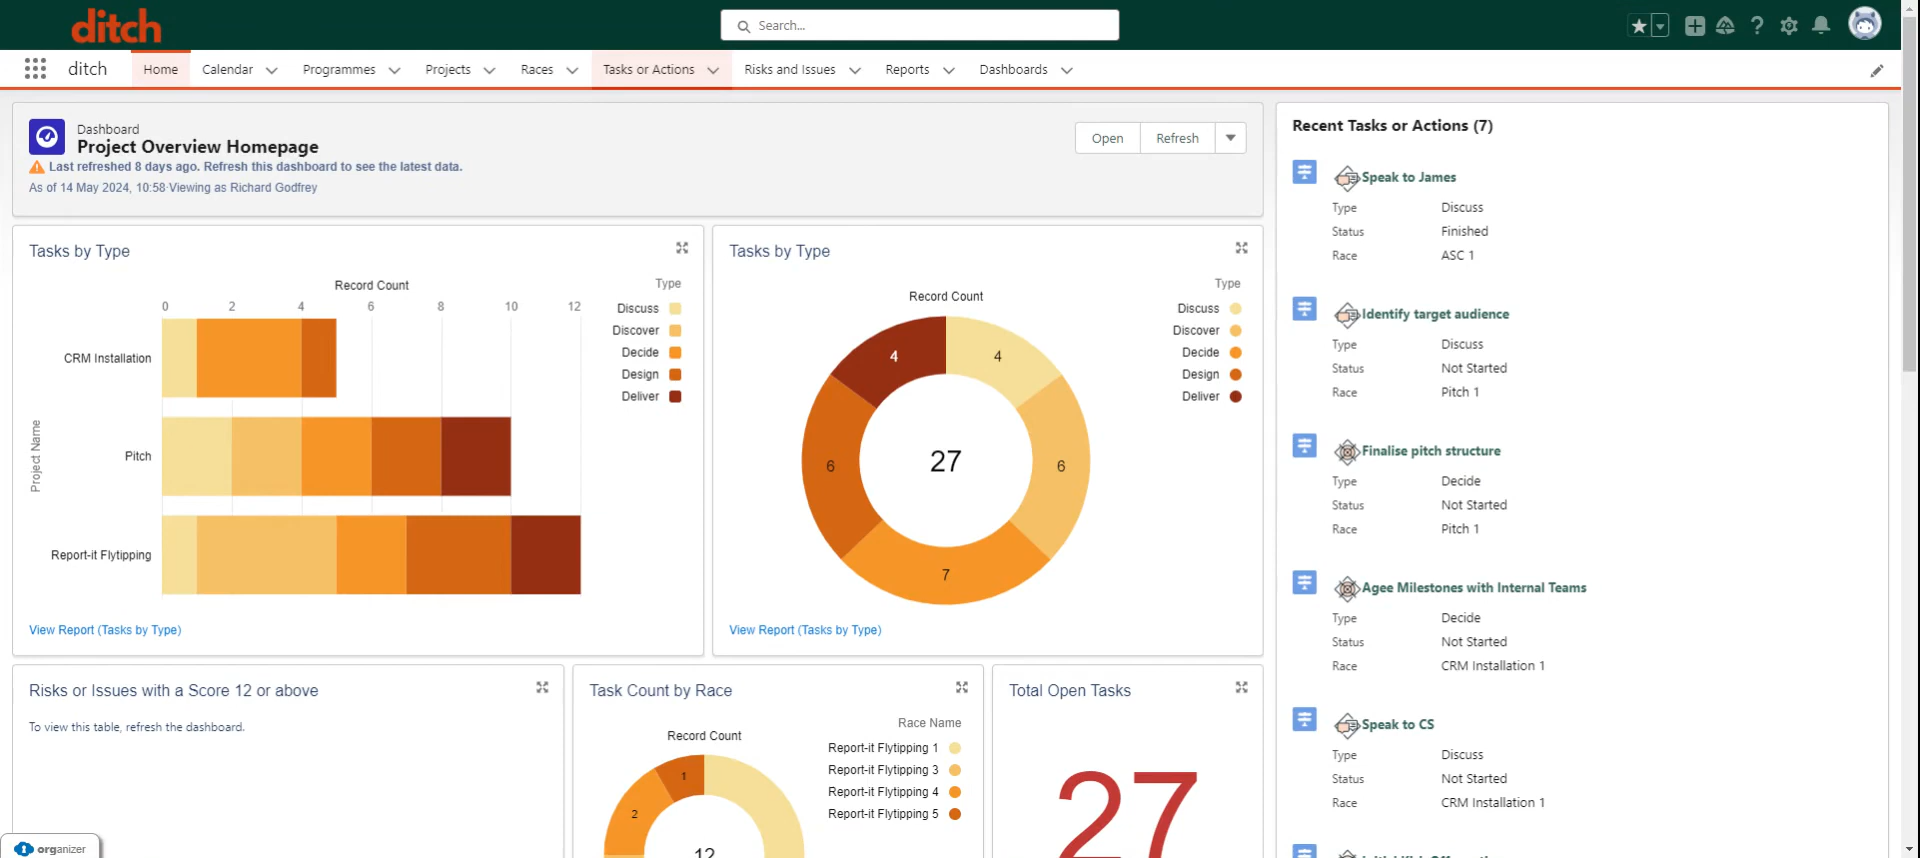 ditch
Search...
ditch
Home
Calendar
Programmes
Projects
Races
Tasks or Actions
Risks and Issues
Reports
Dashboards
Dashboard
Project Overview Homepage
Last refreshed 8 days ago. Refresh this dashboard to see the latest data.
As of 14 May 2024, 10:58·Viewing as Richard Godfrey
Open
Refresh
Tasks by Type
Record Count
0 2 4 6 8 10 12
Project Name
CRM Installation
Pitch
Report-it Flytipping
Type
Discuss
Discover
Decide
Design
Deliver
View Report (Tasks by Type)
Tasks by Type
Record Count
4
4
6
6
7
27
Type
Discuss
Discover
Decide
Design
Deliver
View Report (Tasks by Type)
Risks or Issues with a Score 12 or above
To view this table, refresh the dashboard.
Task Count by Race
Record Count
1
2
12
Race Name
Report-it Flytipping 1
Report-it Flytipping 3
Report-it Flytipping 4
Report-it Flytipping 5
Total Open Tasks
27
Recent Tasks or Actions (7)
Speak to James
Type Discuss
Status Finished
Race ASC 1
Identify target audience
Type Discuss
Status Not Started
Race Pitch 1
Finalise pitch structure
Type Decide
Status Not Started
Race Pitch 1
Agee Milestones with Internal Teams
Type Decide
Status Not Started
Race CRM Installation 1
Speak to CS
Type Discuss
Status Not Started
Race CRM Installation 1
organizer